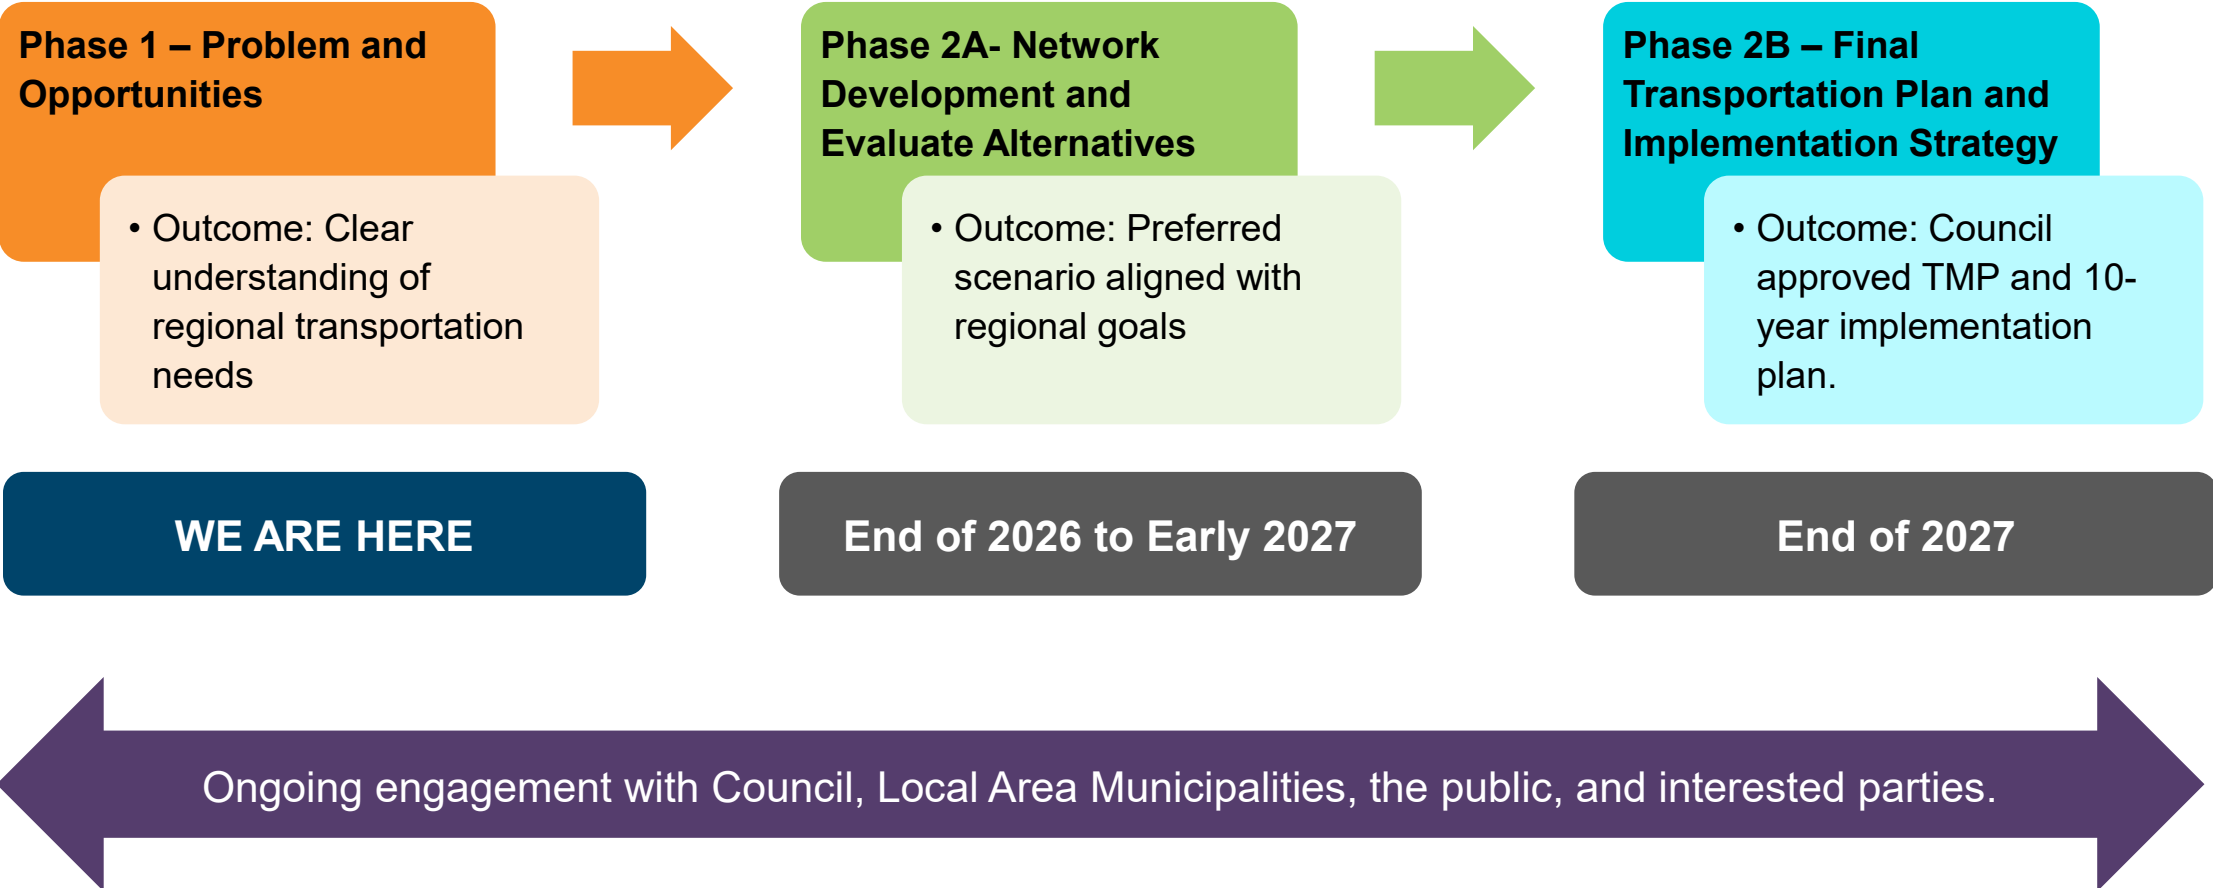 Phase 1 – Problem and
Opportunities
• Outcome: Clear
understanding of
regional transportation
needs
Phase 2A- Network
Development and
Evaluate Alternatives
• Outcome: Preferred
scenario aligned with
regional goals
Phase 2B – Final
Transportation Plan and
Implementation Strategy
• Outcome: Council
approved TMP and 10-
year implementation
plan.
WE ARE HERE
End of 2026 to Early 2027
End of 2027
Ongoing engagement with Council, Local Area Municipalities, the public, and interested parties.